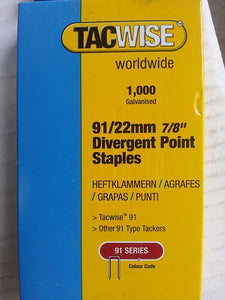 TACWISE
worldwide
1,000
Galvanised
91/22mm 7/8"
Divergent Point
Staples
HEFTKLAMMERN / AGRAFES
/ GRAPAS / PUNTI
> Tacwise™ 91
> Other 91 Type Tackers
91 SERIES
Colour Code